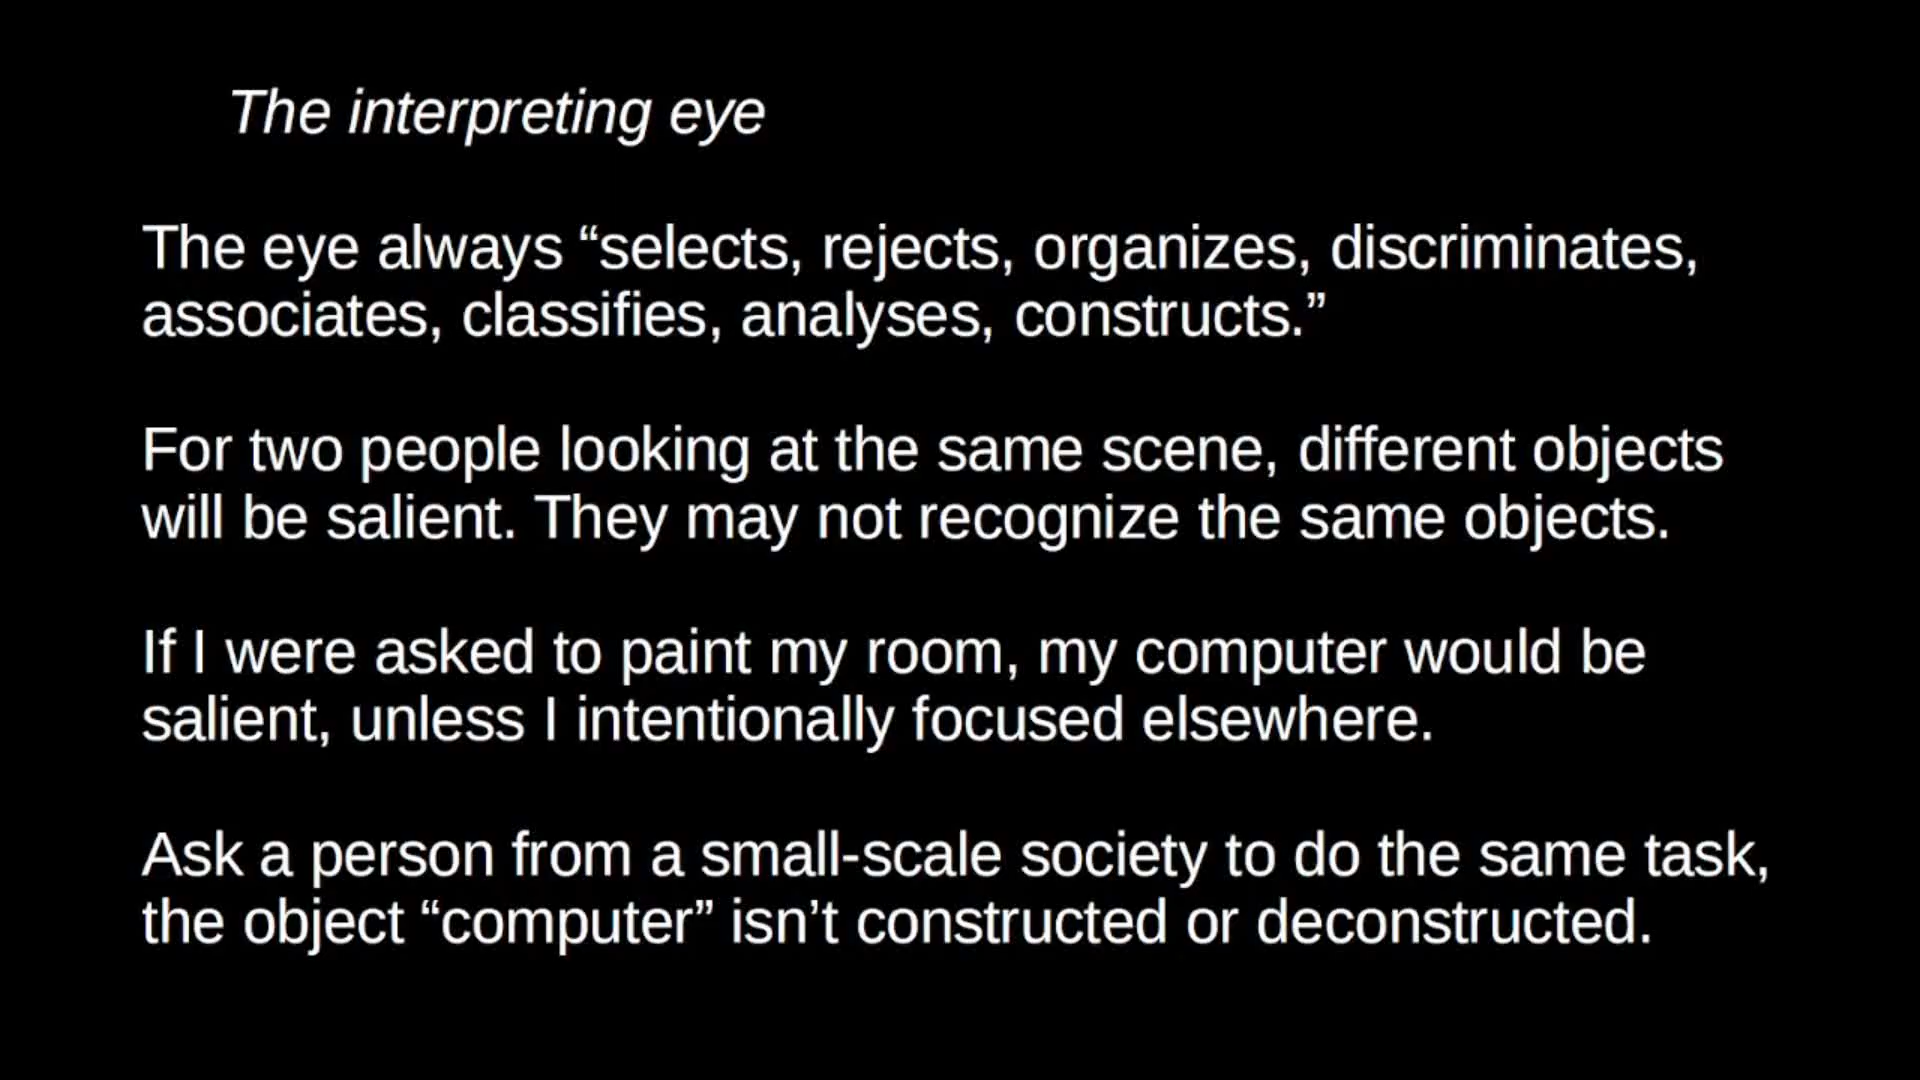 The interpreting eye
The eye always “selects, rejects, organizes, discriminates,
associates, classifies, analyses, constructs.”
For two people looking at the same scene, different objects
will be salient. They may not recognize the same objects.
If I were asked to paint my room, my computer would be
salient, unless I intentionally focused elsewhere.
Ask a person from a small-scale society to do the same task,
the object “computer” isn’t constructed or deconstructed.